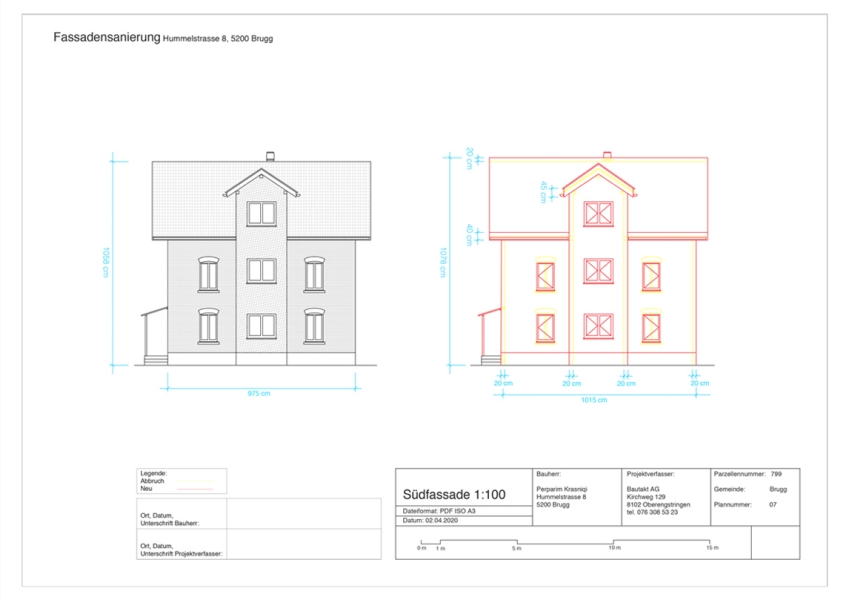 Fassadensanierung Hummelstrasse 8, 5200 Brugg
1058 cm
975 cm
20 cm
45 cm
40 cm
1078 cm
20 cm
20 cm
20 cm
20 cm
1015 cm
Legende:
Abbruch
Neu
Ort, Datum,
Unterschrift Bauherr:
Ort, Datum,
Unterschrift Projektverfasser:
Südfassade 1:100
Dateiformat: PDF ISO A3
Datum: 02.04.2020
Bauherr:
Perparim Krasniqi
Hummelstrasse 8
5200 Brugg
Projektverfasser:
Bautakt AG
Kirchweg 129
8102 Oberengstringen
tel. 076 308 53 23
Parzellennummer: 799
Gemeinde: Brugg
Plannummer: 07
0 m 1 m 5 m 10 m 15 m